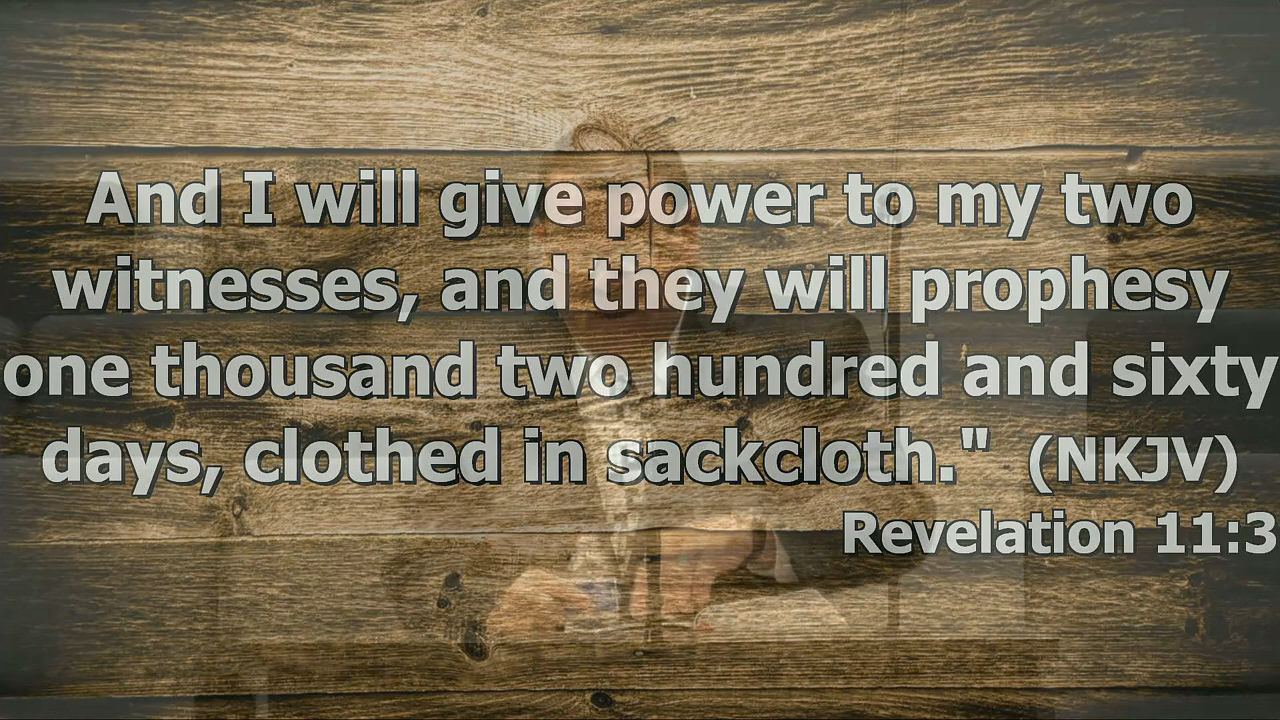 And I will give power to my two
witnesses, and they will prophesy
one thousand two hundred and sixty
days, clothed in sackcloth." (NKJV)
Revelation 11:3